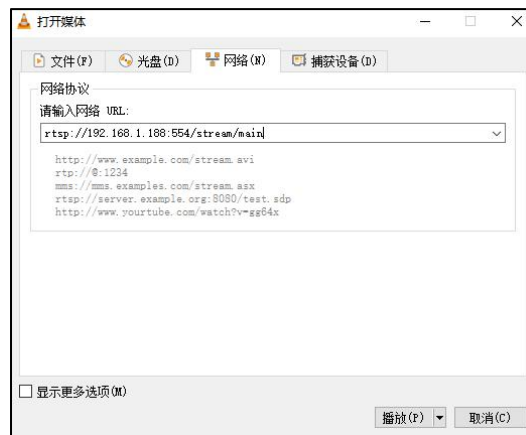 打开媒体
文件(F) 光盘(D) 网络(N) 捕获设备(D)
网络协议
请输入网络 URL:
rtsp://192.168.1.188:554/stream/main
http://www.example.com/stream.avi
rtp://@:1234
mms://mms.examples.com/stream.asx
rtsp://server.example.org:8080/test.sdp
http://www.yourtube.com/watch?v=gg64x
显示更多选项(M)
播放(P) 取消(C)